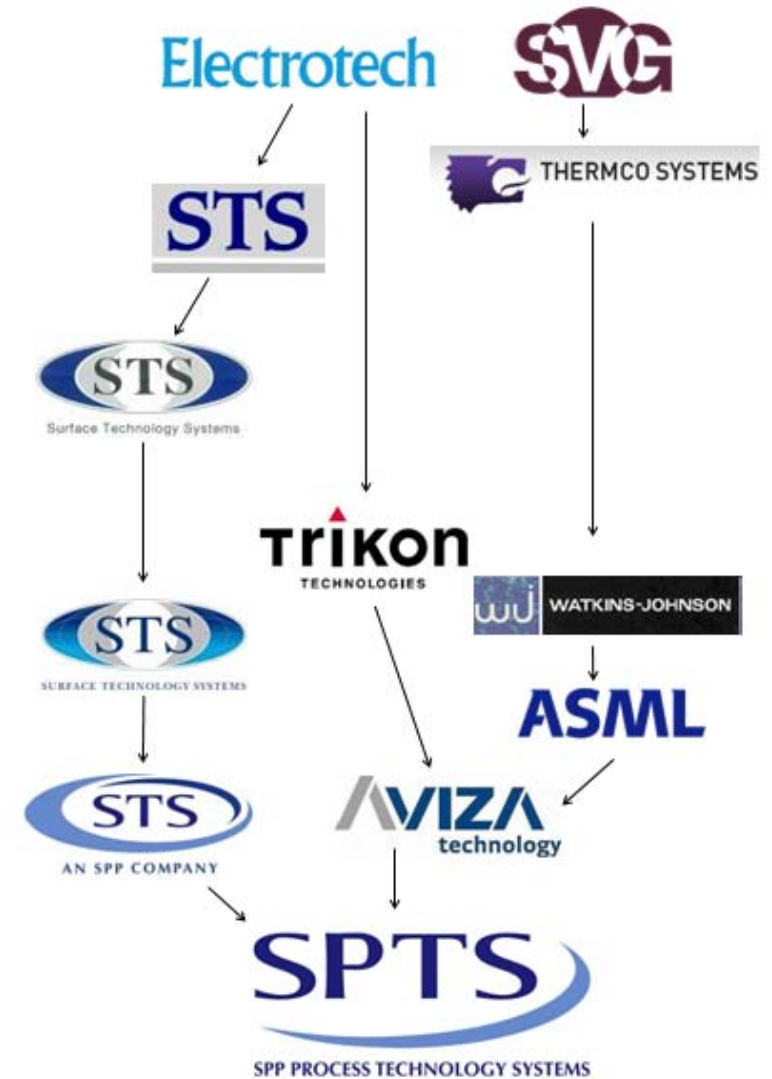 Electrotech
SVG
THERMCO SYSTEMS
STS
STS
Surface Technology Systems
TRIKON
TECHNOLOGIES
wj WATKINS-JOHNSON
STS
SURFACE TECHNOLOGY SYSTEMS
ASML
STS
AN SPP COMPANY
AVIZA
technology
SPTS
SPP PROCESS TECHNOLOGY SYSTEMS